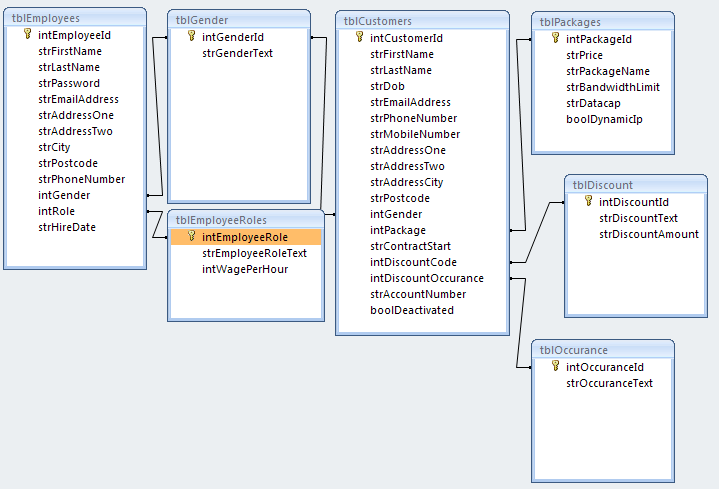 tblEmployees
intEmployeeId
strFirstName
strLastName
strPassword
strEmailAddress
strAddressOne
strAddressTwo
strCity
strPostcode
strPhoneNumber
intGender
intRole
strHireDate
tblGender
intGenderId
strGenderText
tblEmployeeRoles
intEmployeeRole
strEmployeeRoleText
intWagePerHour
tblCustomers
intCustomerId
strFirstName
strLastName
strDob
strEmailAddress
strPhoneNumber
strMobileNumber
strAddressOne
strAddressTwo
strAddressCity
strPostcode
intGender
intPackage
strContractStart
intDiscountCode
intDiscountOccurance
strAccountNumber
boolDeactivated
tblPackages
intPackageId
strPrice
strPackageName
strBandwidthLimit
strDatacap
boolDynamicIp
tblDiscount
intDiscountId
strDiscountText
strDiscountAmount
tblOccurance
intOccuranceId
strOccuranceText